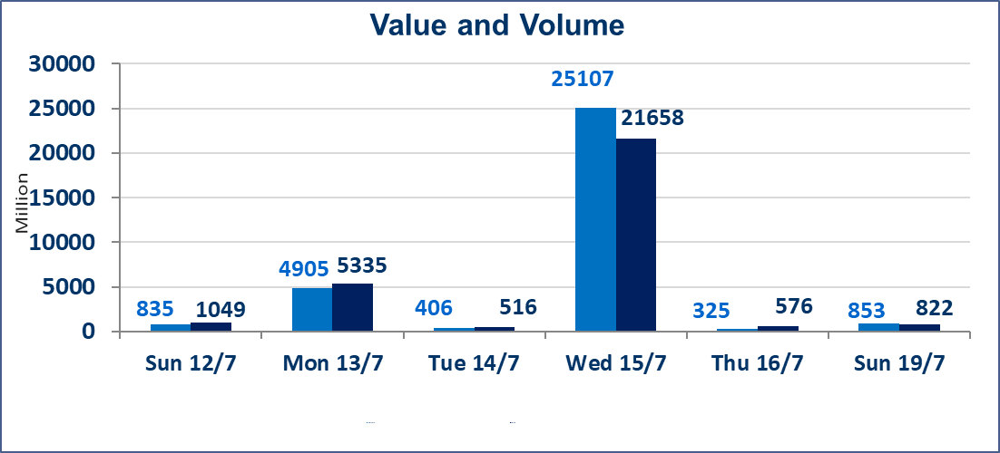 Value and Volume
30000
25000
20000
15000
10000
5000
0
Million
25107
21658
4905
5335
835
1049
406
516
325
576
853
822
Sun 12/7
Mon 13/7
Tue 14/7
Wed 15/7
Thu 16/7
Sun 19/7